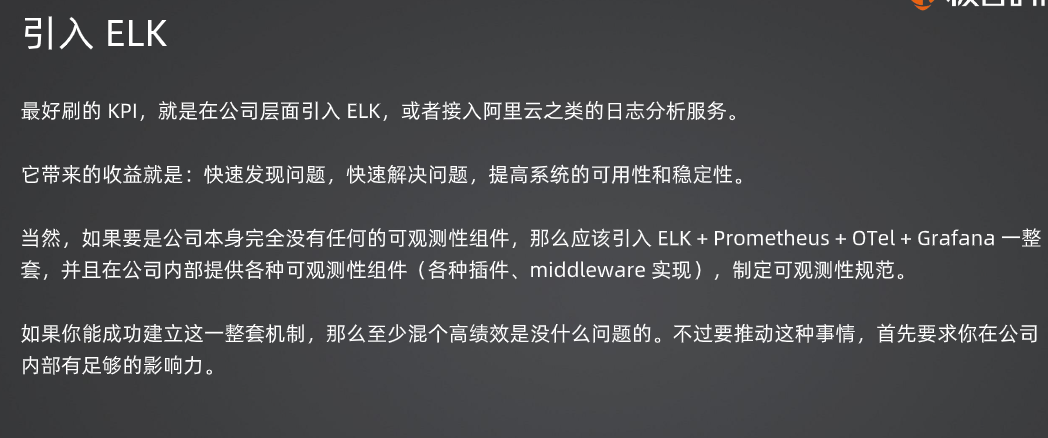 引入 ELK
最好刷的 KPI，就是在公司层面引入 ELK，或者接入阿里云之类的日志分析服务。
它带来的收益就是：快速发现问题，快速解决问题，提高系统的可用性和稳定性。
当然，如果要是公司本身完全没有任何的可观测性组件，那么应该引入 ELK + Prometheus + OTel + Grafana 一整
套，并且在公司内部提供各种可观测性组件（各种插件、middleware 实现），制定可观测性规范。
如果你能成功建立这一整套机制，那么至少混个高绩效是没什么问题的。不过要推动这种事情，首先要求你在公司
内部有足够的影响力。